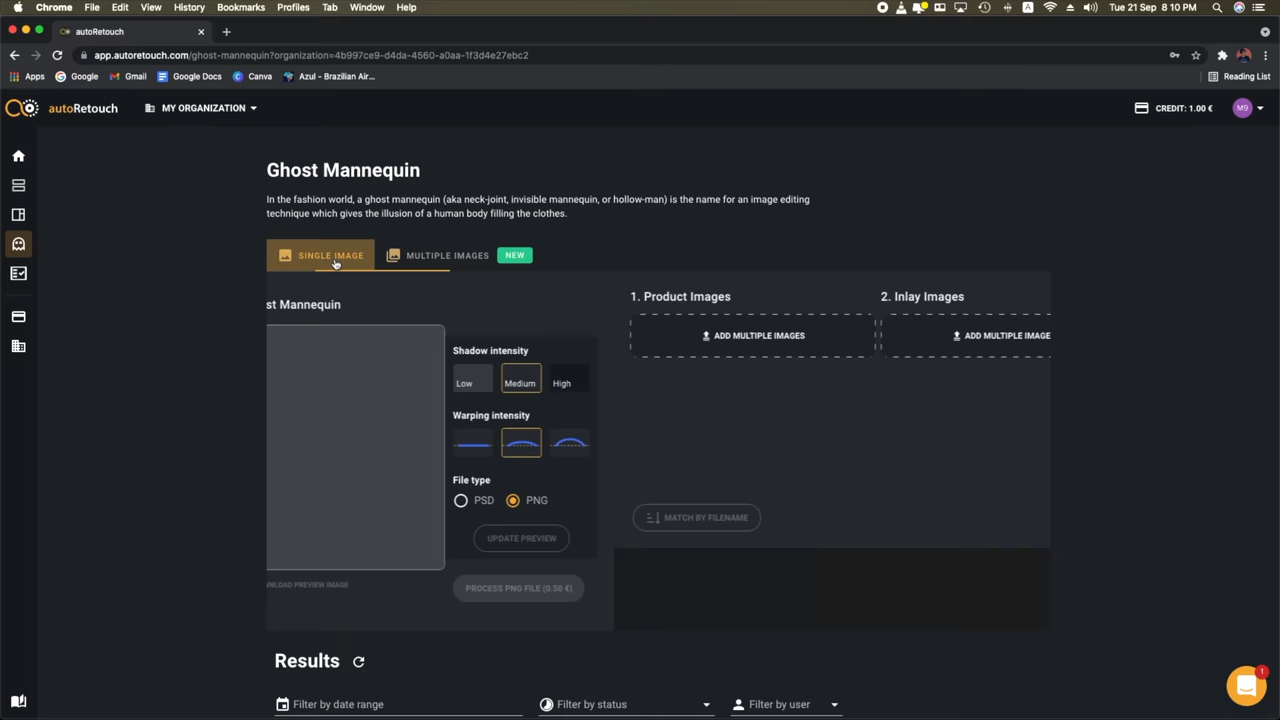 Chrome File Edit View History Bookmarks Profiles Tab Window Help A Tue 21 Sep 8:10 PM
autoRetouch
app.autoretouch.com/ghost-mannequin?organization=4b997ce9-d4da-4560-a0aa-1f3d4e27ebc2
Apps Google Gmail Google Docs Canva Azul - Brazilian Air... Reading List
autoRetouch MY ORGANIZATION CREDIT: 1.00 € M9
Ghost Mannequin
In the fashion world, a ghost mannequin (aka neck-joint, invisible mannequin, or hollow-man) is the name for an image editing
technique which gives the illusion of a human body filling the clothes.
SINGLE IMAGE MULTIPLE IMAGES NEW
st Mannequin 1. Product Images 2. Inlay Images
ADD MULTIPLE IMAGES ADD MULTIPLE IMAGE
Shadow intensity
Low Medium High
Warping intensity
File type
PSD PNG
MATCH BY FILENAME
UPDATE PREVIEW
NLOAD PREVIEW IMAGE
PROCESS PNG FILE (0.50 €)
Results
1
Filter by date range Filter by status Filter by user